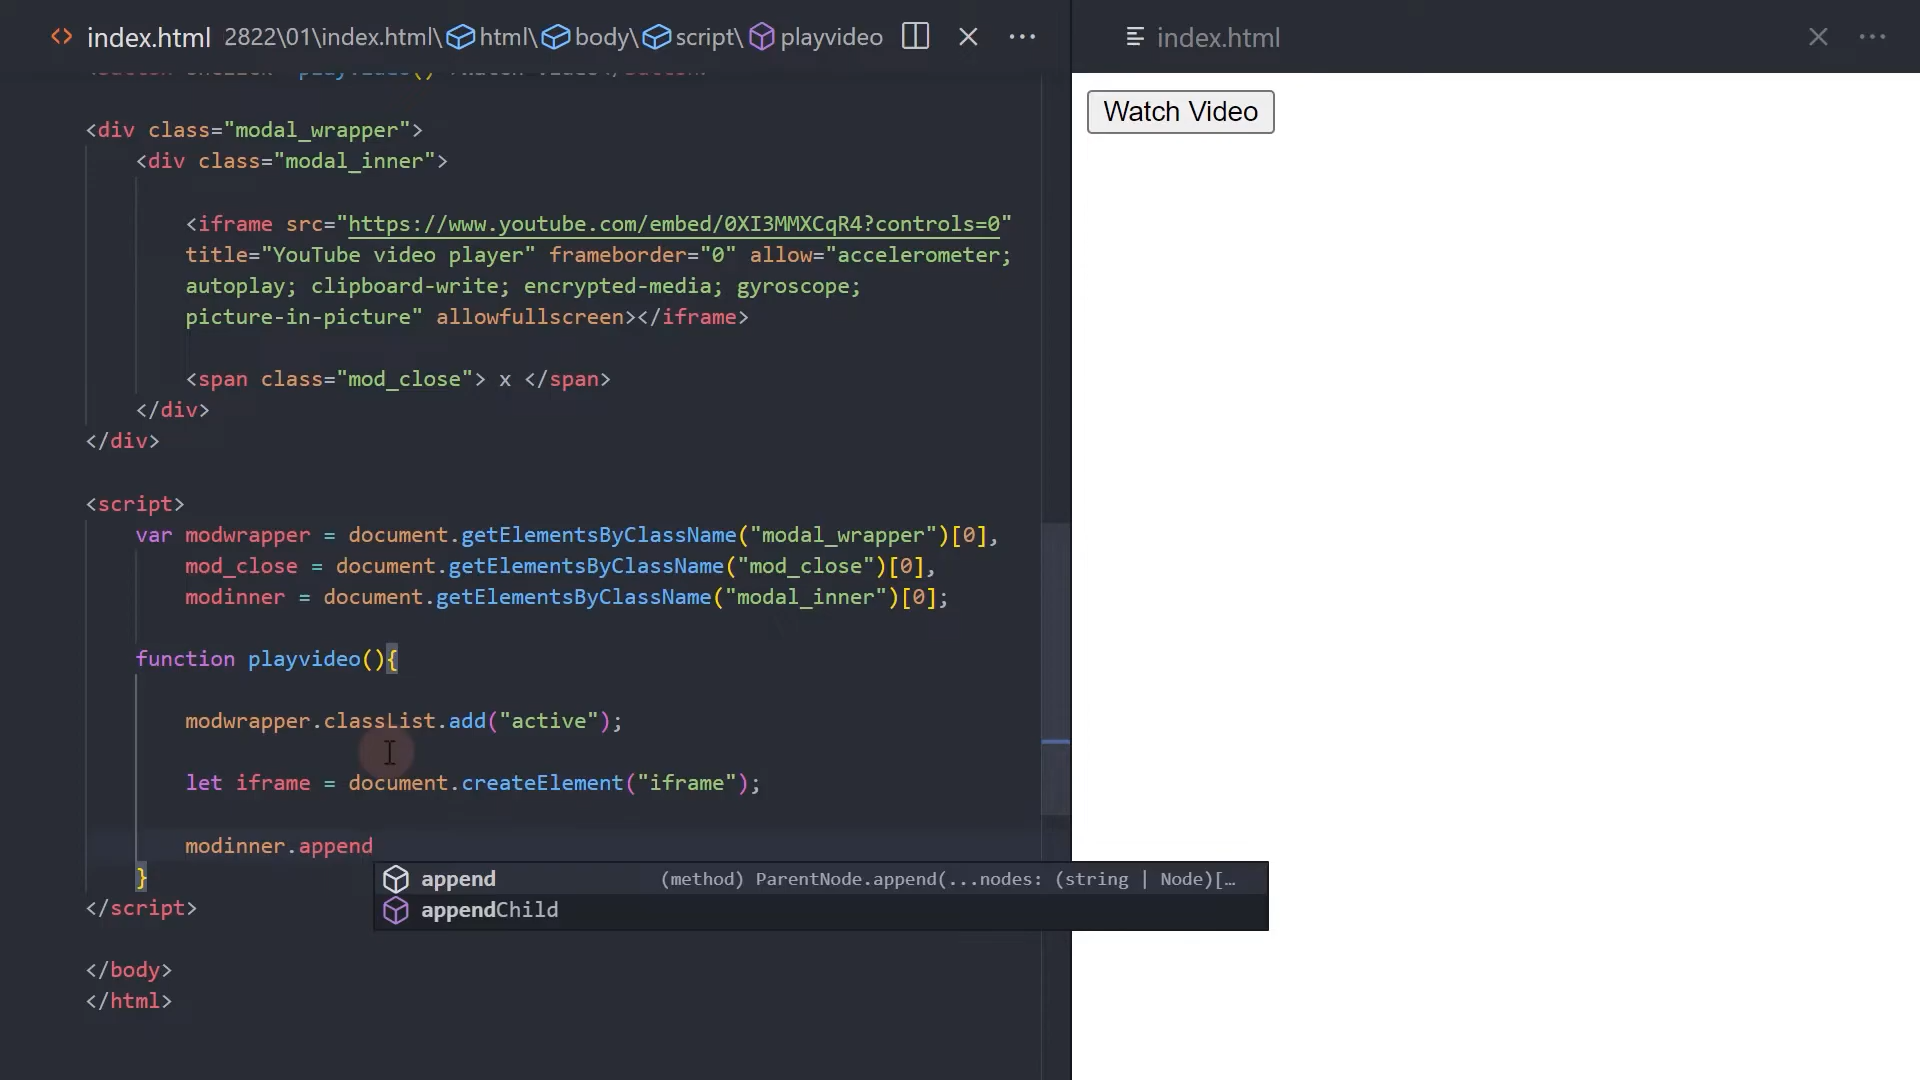 index.html 2822\01\index.html\ html\ body\ script\ playvideo
index.html
Watch Video
<div class="modal_wrapper">
<div class="modal_inner">
<iframe src="https://www.youtube.com/embed/0XI3MMXCqR4?controls=0"
title="YouTube video player" frameborder="0" allow="accelerometer;
autoplay; clipboard-write; encrypted-media; gyroscope;
picture-in-picture" allowfullscreen></iframe>
<span class="mod_close"> x </span>
</div>
</div>
<script>
var modwrapper = document.getElementsByClassName("modal_wrapper")[0],
mod_close = document.getElementsByClassName("mod_close")[0],
modinner = document.getElementsByClassName("modal_inner")[0];
function playvideo(){
modwrapper.classList.add("active");
let iframe = document.createElement("iframe");
modinner.append
}
append (method) ParentNode.append(...nodes: (string | Node)[…
appendChild
</script>
</body>
</html>